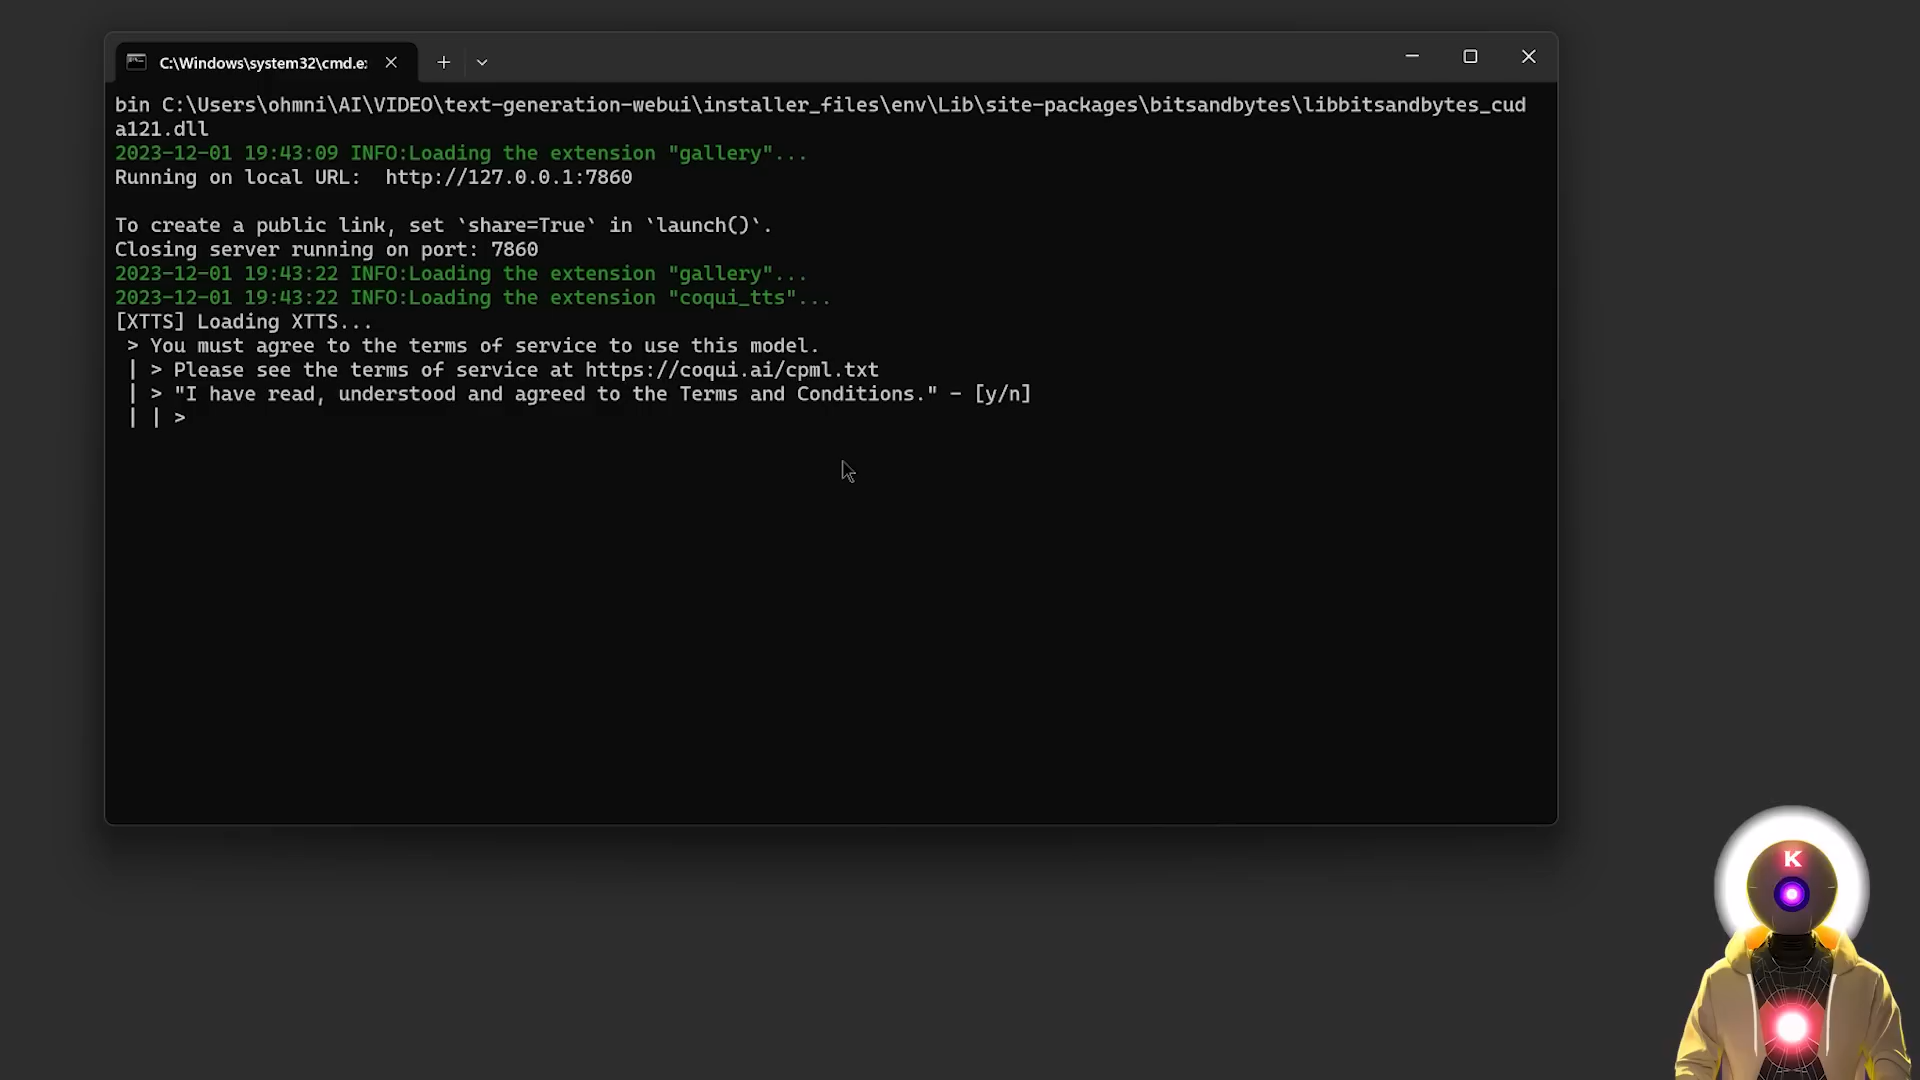 C:\Windows\system32\cmd.e:
bin C:\Users\ohmni\AI\VIDEO\text-generation-webui\installer_files\env\Lib\site-packages\bitsandbytes\libbitsandbytes_cud
a121.dll
2023-12-01 19:43:09 INFO:Loading the extension "gallery"...
Running on local URL:  http://127.0.0.1:7860
To create a public link, set `share=True` in `launch()`.
Closing server running on port: 7860
2023-12-01 19:43:22 INFO:Loading the extension "gallery"...
2023-12-01 19:43:22 INFO:Loading the extension "coqui_tts"...
[XTTS] Loading XTTS...
 > You must agree to the terms of service to use this model.
 | > Please see the terms of service at https://coqui.ai/cpml.txt
 | > "I have read, understood and agreed to the Terms and Conditions." - [y/n]
 | | >
K